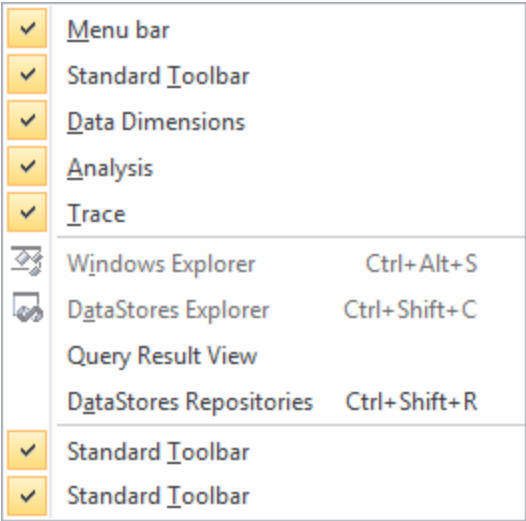 Menu bar
Standard Toolbar
Data Dimensions
Analysis
Trace
Windows Explorer Ctrl+Alt+S
DataStores Explorer Ctrl+Shift+C
Query Result View
DataStores Repositories Ctrl+Shift+R
Standard Toolbar
Standard Toolbar